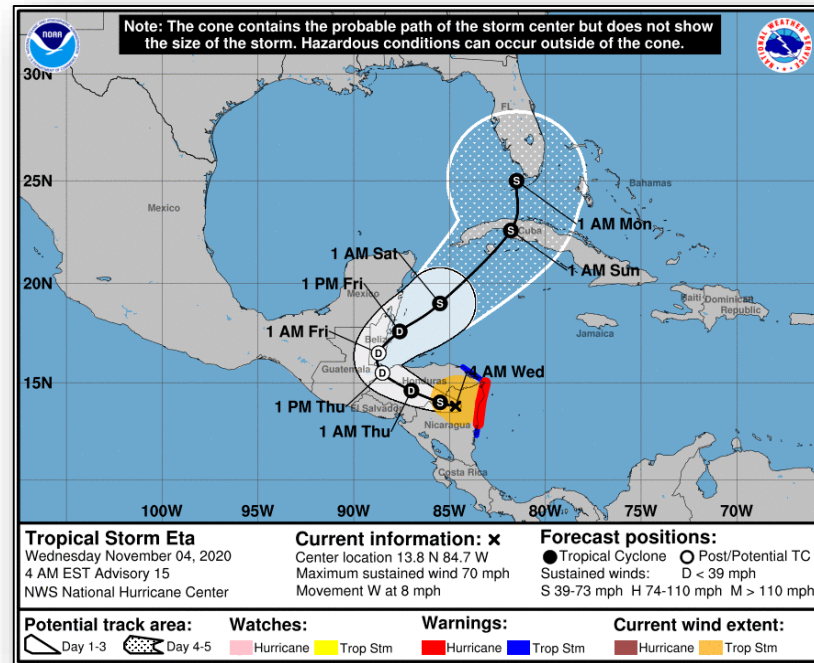 Note: The cone contains the probable path of the storm center but does not show
the size of the storm. Hazardous conditions can occur outside of the cone.
NOAA
NATIONAL WEATHER SERVICE
30N
FL
25N
Bahamas
Mexico
1 AM Mon
1 AM Sat
Cuba
1 AM Sun
20N
1 PM Fri
Mexico
Haiti
Dominican
Republic
1 AM Fri
Belize
Jamaica
Guatemala
15N
Honduras
4 AM Wed
1 PM Thu
El Salvador
1 AM Thu
Nicaragua
Costa Rica
S
S
S
D
D
D
D
S
100W 95W 90W 85W 80W 75W 70W
Tropical Storm Eta
Wednesday November 04, 2020
4 AM EST Advisory 15
NWS National Hurricane Center
Current information: x
Center location 13.8 N 84.7 W
Maximum sustained wind 70 mph
Movement W at 8 mph
Forecast positions:
Tropical Cyclone Post/Potential TC
Sustained winds: D < 39 mph
S 39-73 mph H 74-110 mph M > 110 mph
Potential track area:
Day 1-3 Day 4-5
Watches:
Hurricane Trop Stm
Warnings:
Hurricane Trop Stm
Current wind extent:
Hurricane Trop Stm